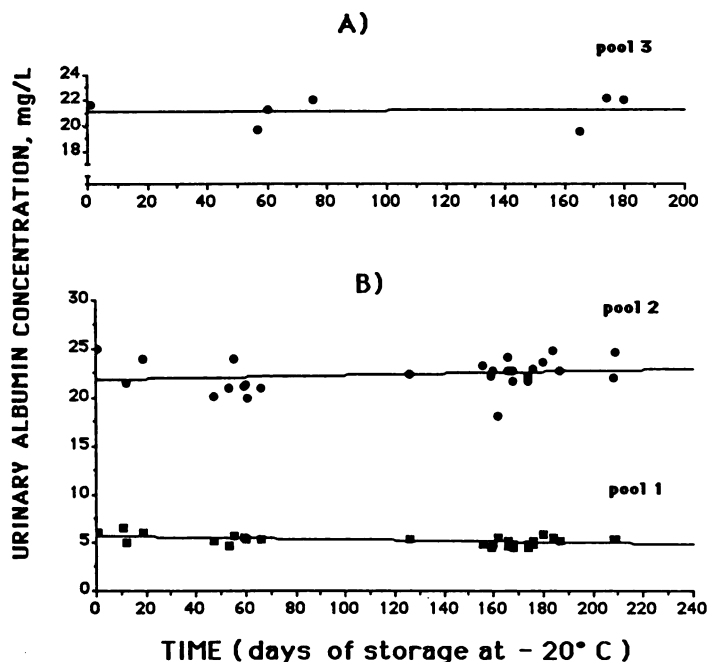 A)
pool 3
24
22
20
18
0 20 40 60 80 100 120 140 160 180 200
URINARY ALBUMIN CONCENTRATION, mg/L
B)
pool 2
30
25
20
15
10
pool 1
5
0
0 20 40 60 80 100 120 140 160 180 200 220 240
TIME (days of storage at - 20° C)